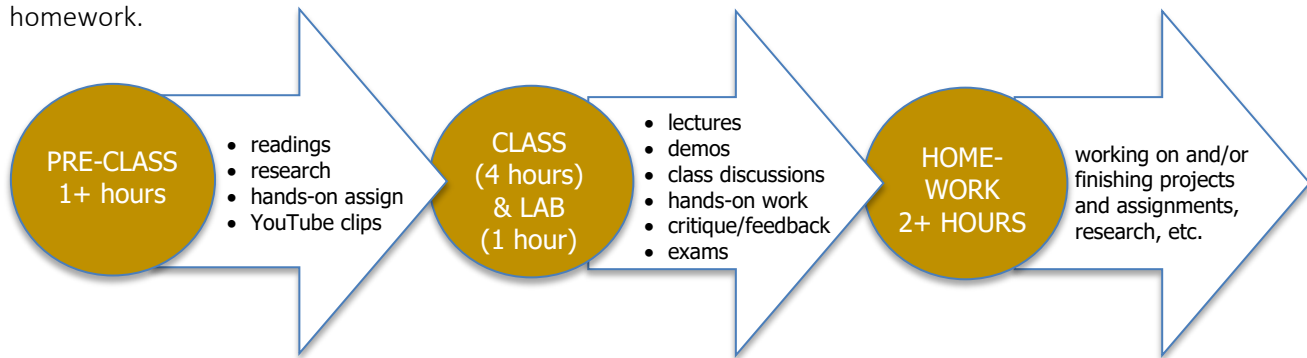 homework.
PRE-CLASS
1+ hours
• readings
• research
• hands-on assign
• YouTube clips
CLASS
(4 hours)
& LAB
(1 hour)
• lectures
• demos
• class discussions
• hands-on work
• critique/feedback
• exams
HOME-
WORK
2+ HOURS
working on and/or
finishing projects
and assignments,
research, etc.